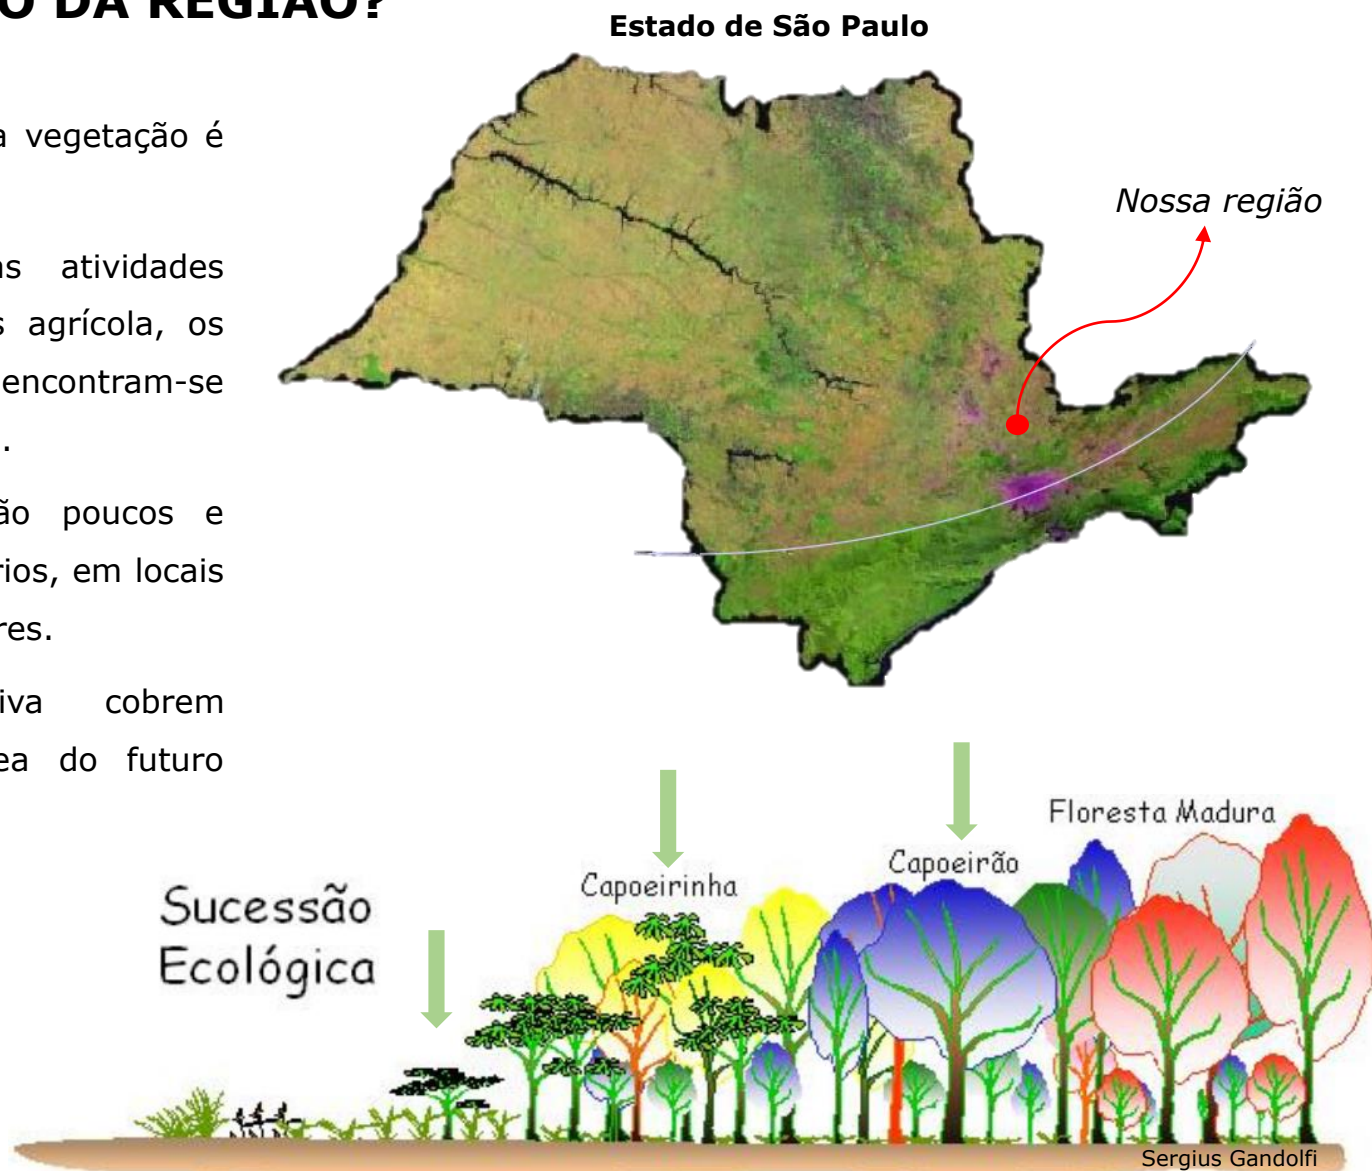 O DA REGIÃO?
Estado de São Paulo
a vegetação é
as atividades
s agrícola, os
encontram-se
.
ão poucos e
rios, em locais
res.
iva cobrem
ea do futuro
Nossa região
Floresta Madura
Capoeirão
Capoeirinha
Sucessão
Ecológica
Sergius Gandolfi